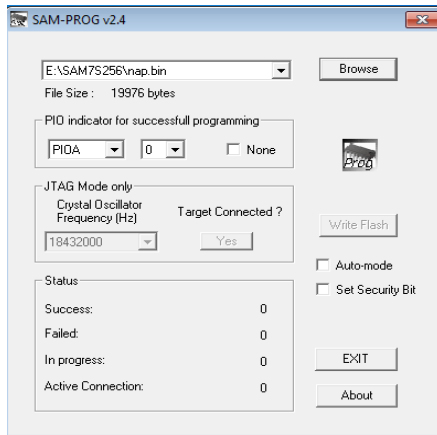 SAM-PROG v2.4
E:\SAM7S256\nap.bin
Browse
File Size : 19976 bytes
PIO indicator for successfull programming
PIOA 0 None
Prog
JTAG Mode only
Crystal Oscillator
Frequency (Hz)
Target Connected ?
18432000
Yes
Write Flash
Auto-mode
Set Security Bit
Status
Success: 0
Failed: 0
In progress: 0
Active Connection: 0
EXIT
About